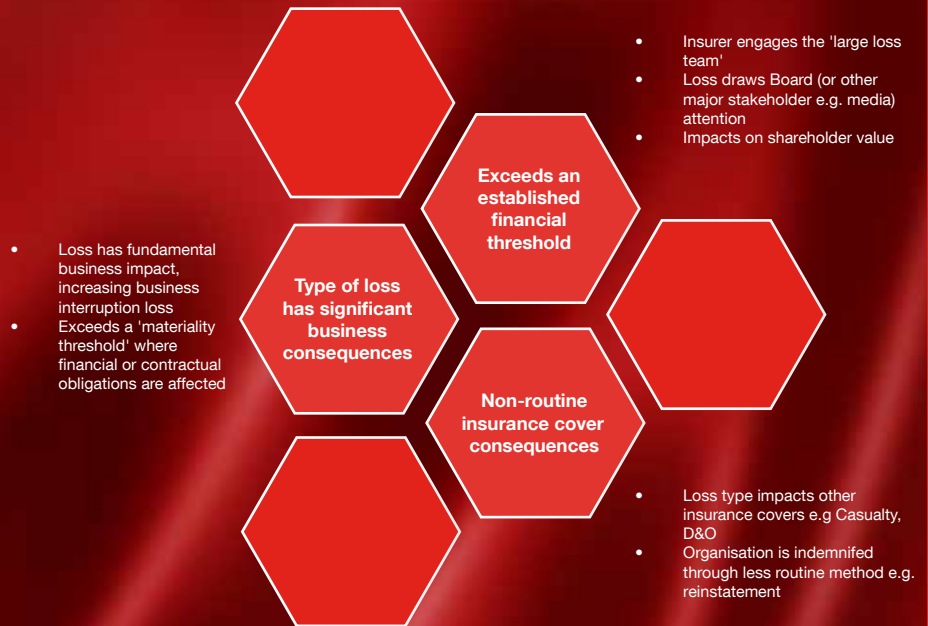 • Insurer engages the 'large loss
team'
• Loss draws Board (or other
major stakeholder e.g. media)
attention
• Impacts on shareholder value
Exceeds an
established
financial
threshold
• Loss has fundamental
business impact,
increasing business
interruption loss
• Exceeds a 'materiality
threshold' where
financial or contractual
obligations are affected
Type of loss
has significant
business
consequences
Non-routine
insurance cover
consequences
• Loss type impacts other
insurance covers e.g Casualty,
D&O
• Organisation is indemnifed
through less routine method e.g.
reinstatement